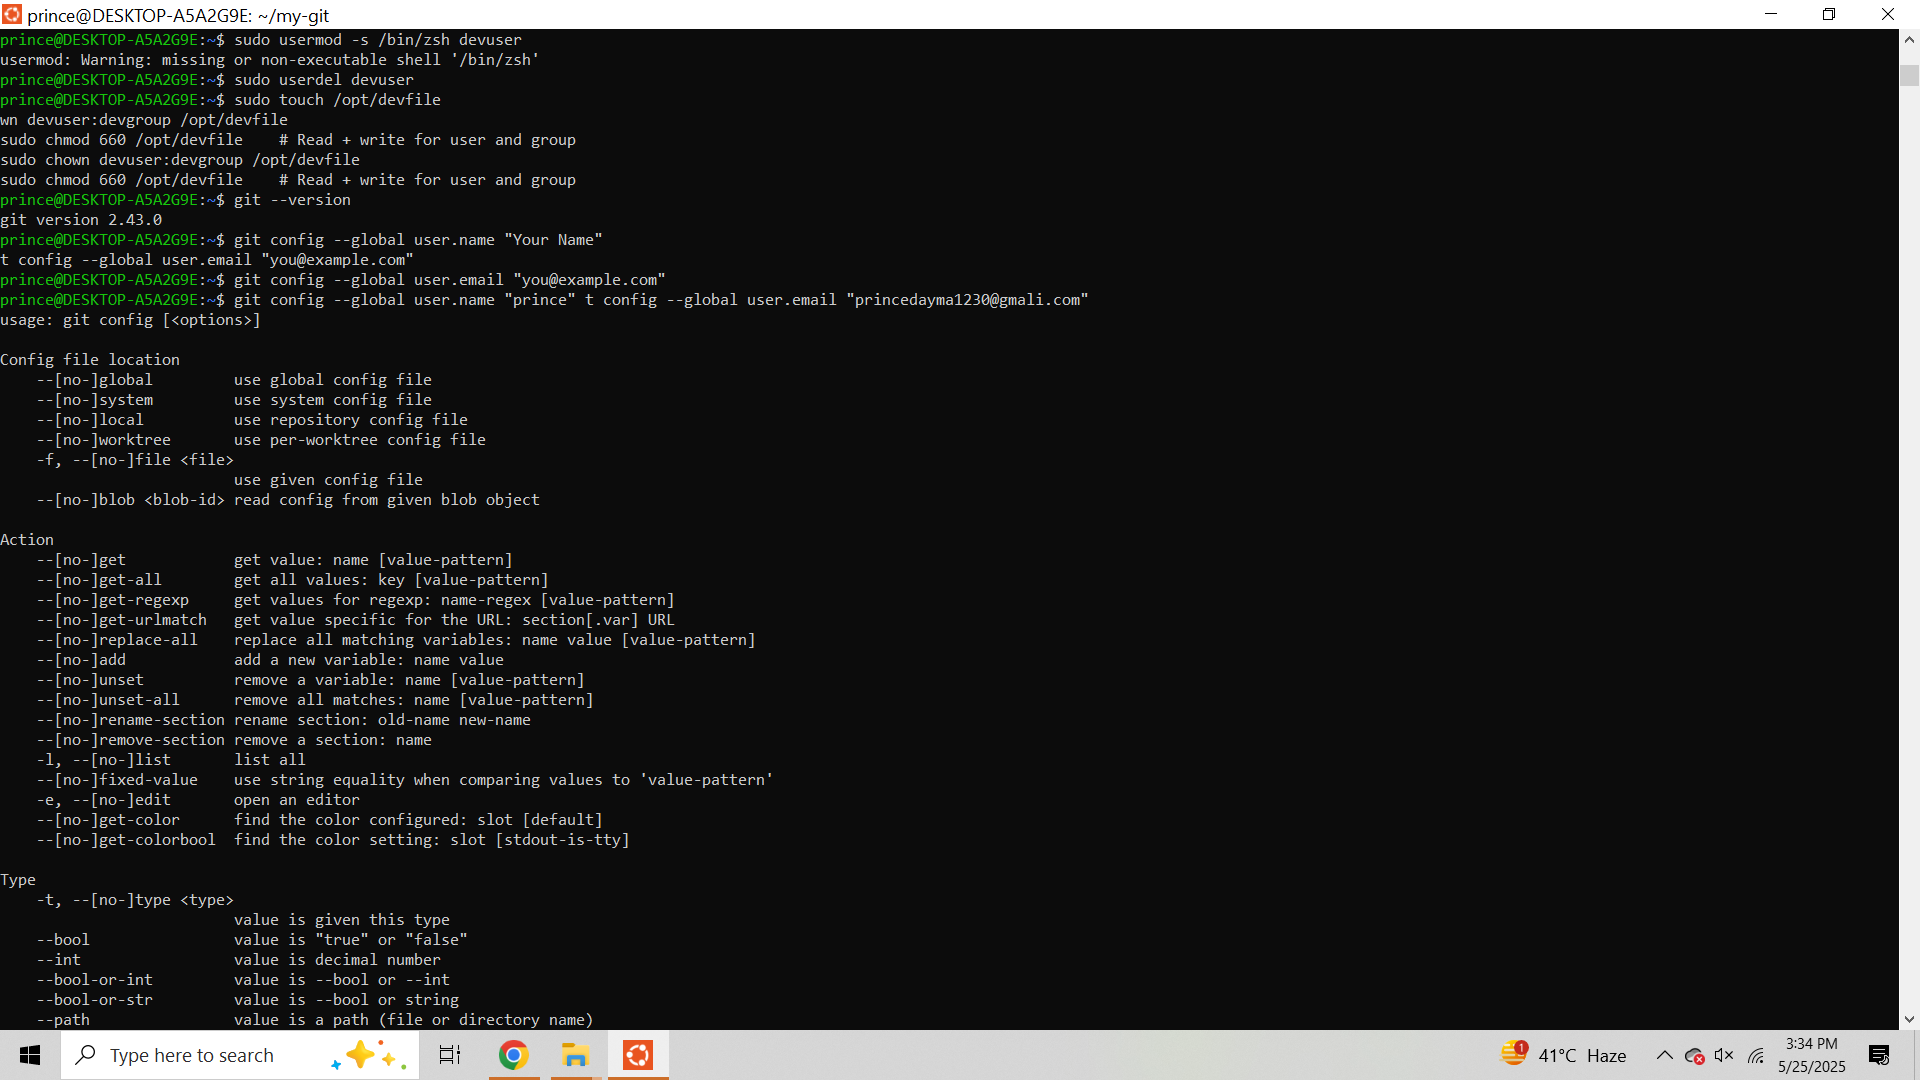 prince@DESKTOP-A5A2G9E: ~/my-git
prince@DESKTOP-A5A2G9E:~$ sudo usermod -s /bin/zsh devuser
usermod: Warning: missing or non-executable shell '/bin/zsh'
prince@DESKTOP-A5A2G9E:~$ sudo userdel devuser
prince@DESKTOP-A5A2G9E:~$ sudo touch /opt/devfile
wn devuser:devgroup /opt/devfile
sudo chmod 660 /opt/devfile    # Read + write for user and group
sudo chown devuser:devgroup /opt/devfile
sudo chmod 660 /opt/devfile    # Read + write for user and group
prince@DESKTOP-A5A2G9E:~$ git --version
git version 2.43.0
prince@DESKTOP-A5A2G9E:~$ git config --global user.name "Your Name"
t config --global user.email "you@example.com"
prince@DESKTOP-A5A2G9E:~$ git config --global user.email "you@example.com"
prince@DESKTOP-A5A2G9E:~$ git config --global user.name "prince" t config --global user.email "princedayma1230@gmali.com"
usage: git config [<options>]
Config file location
    --[no-]global         use global config file
    --[no-]system         use system config file
    --[no-]local          use repository config file
    --[no-]worktree       use per-worktree config file
    -f, --[no-]file <file>
                          use given config file
    --[no-]blob <blob-id> read config from given blob object
Action
    --[no-]get            get value: name [value-pattern]
    --[no-]get-all        get all values: key [value-pattern]
    --[no-]get-regexp     get values for regexp: name-regex [value-pattern]
    --[no-]get-urlmatch   get value specific for the URL: section[.var] URL
    --[no-]replace-all    replace all matching variables: name value [value-pattern]
    --[no-]add            add a new variable: name value
    --[no-]unset          remove a variable: name [value-pattern]
    --[no-]unset-all      remove all matches: name [value-pattern]
    --[no-]rename-section rename section: old-name new-name
    --[no-]remove-section remove a section: name
    -l, --[no-]list       list all
    --[no-]fixed-value    use string equality when comparing values to 'value-pattern'
    -e, --[no-]edit       open an editor
    --[no-]get-color      find the color configured: slot [default]
    --[no-]get-colorbool  find the color setting: slot [stdout-is-tty]
Type
    -t, --[no-]type <type>
                          value is given this type
    --bool                value is "true" or "false"
    --int                 value is decimal number
    --bool-or-int         value is --bool or --int
    --bool-or-str         value is --bool or string
    --path                value is a path (file or directory name)
Type here to search
1
41°C Haze
3:34 PM
5/25/2025